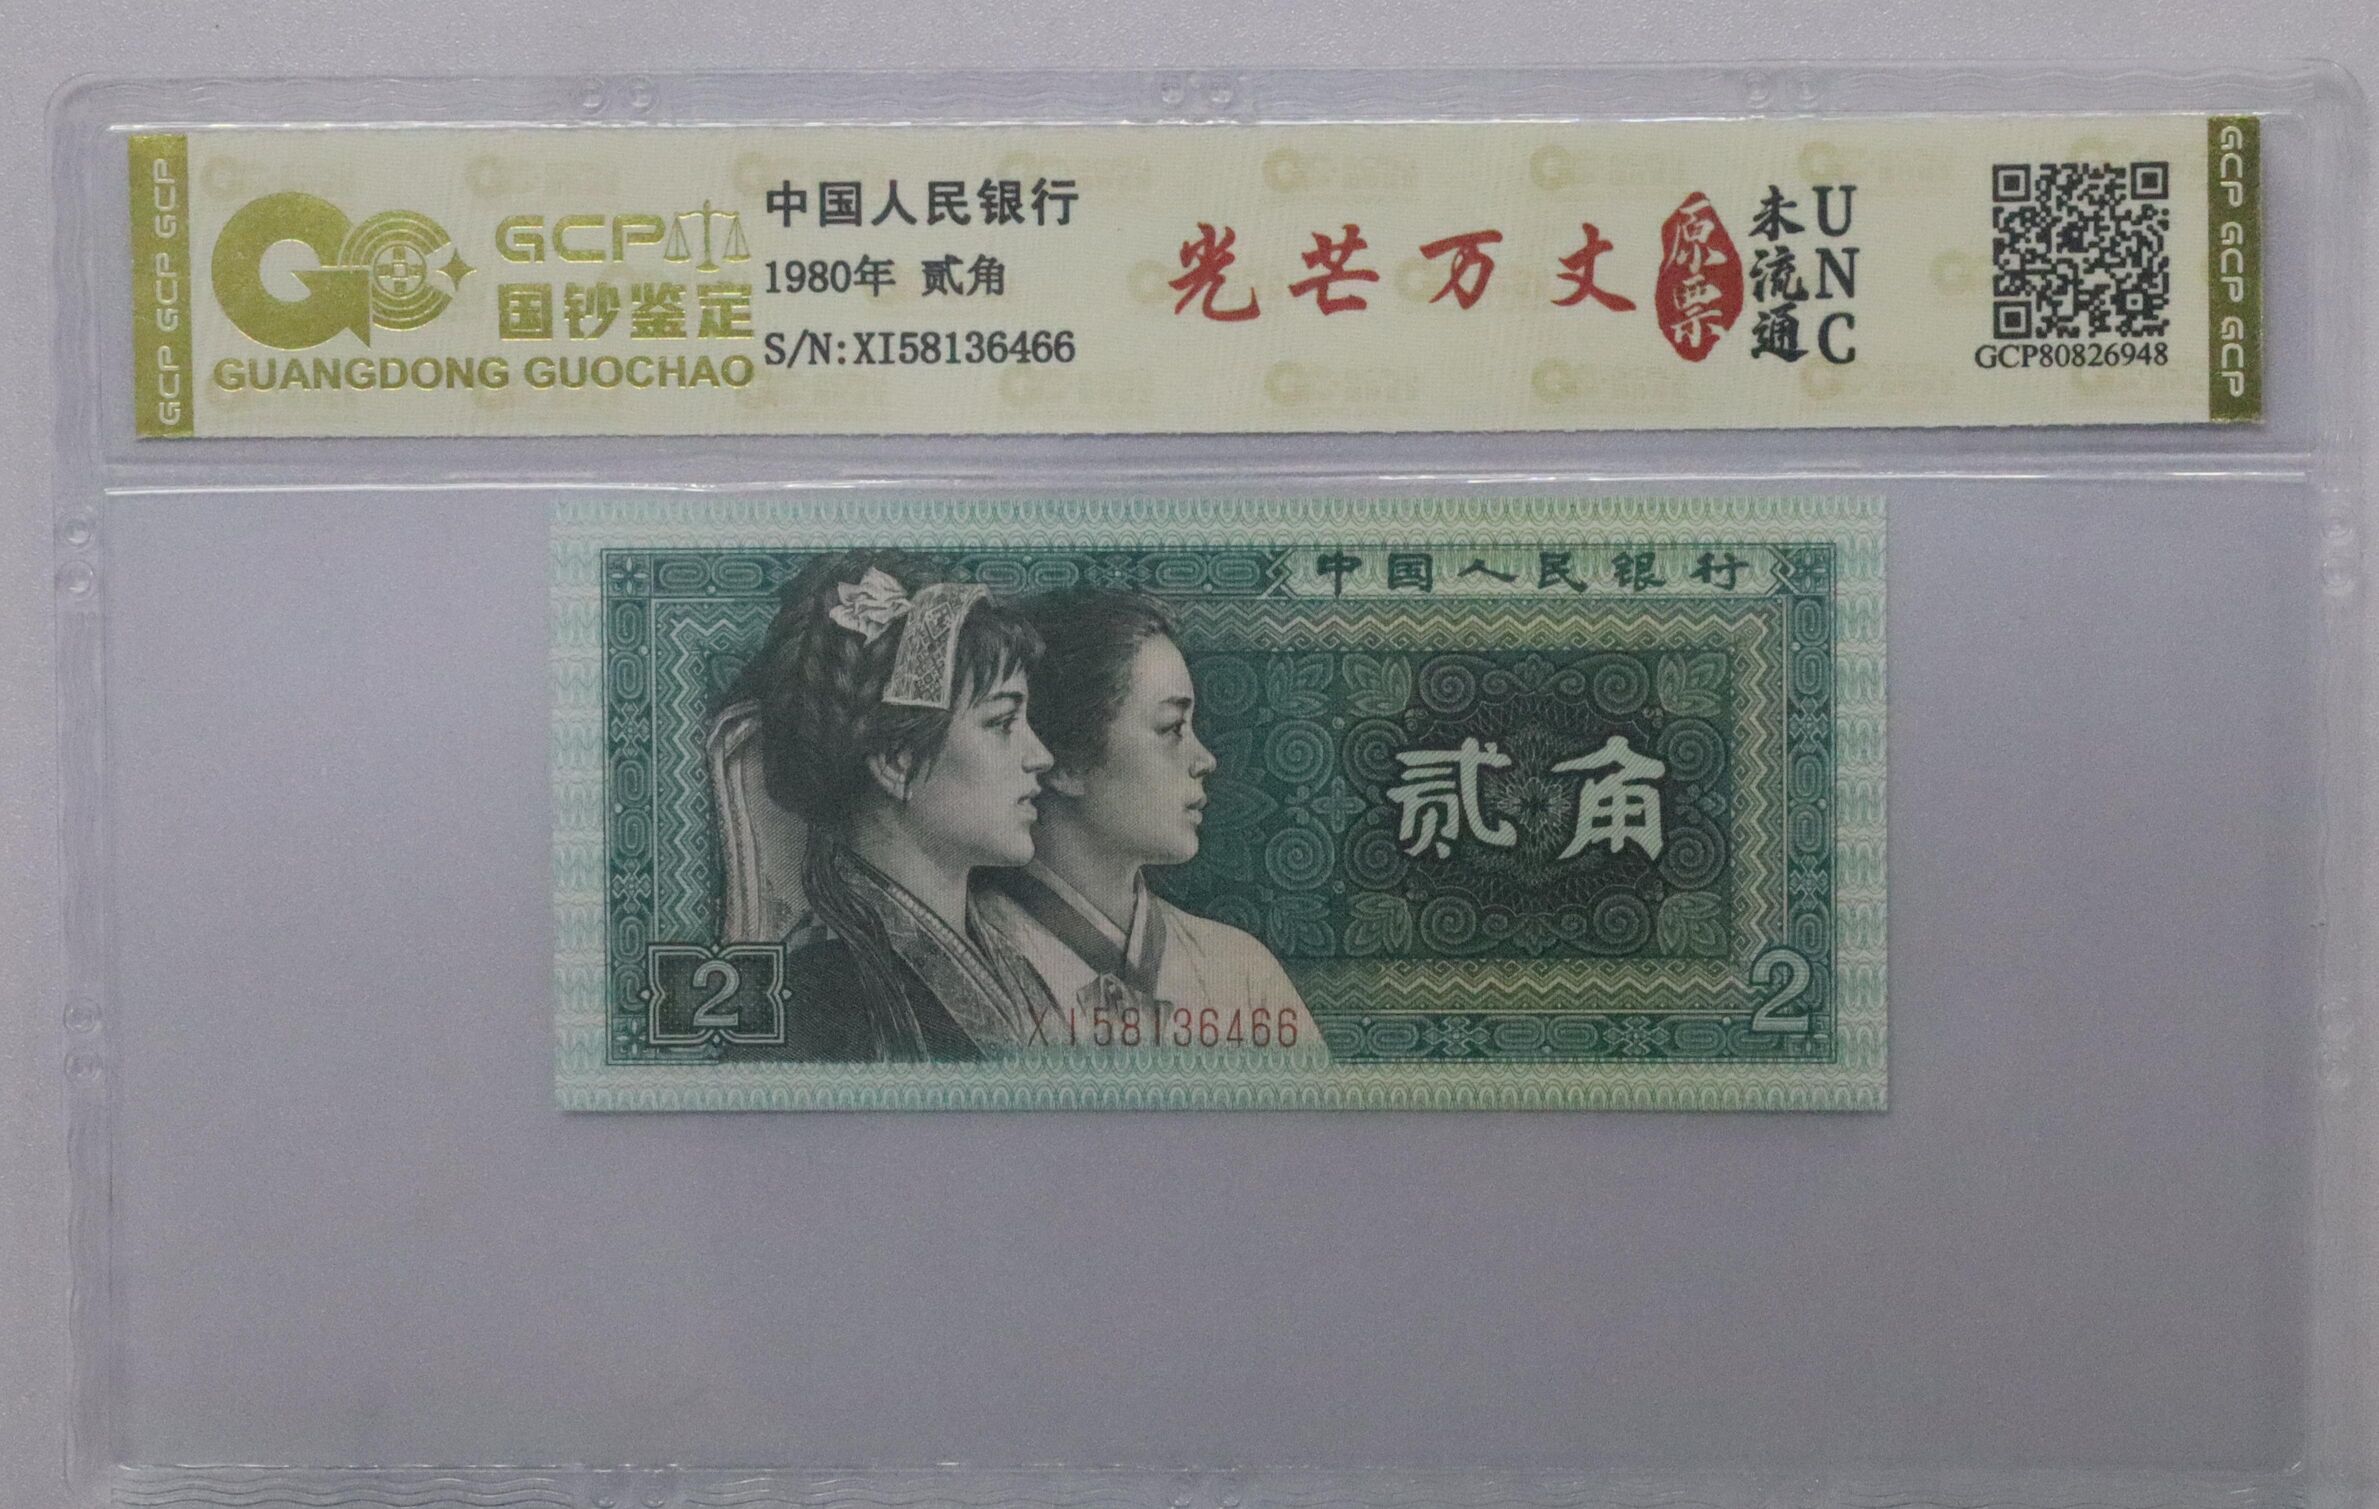 GCP GCP GCP
GCP
国钞鉴定
GUANGDONG GUOCHAO
中国人民银行
1980年 贰角
S/N:XI58136466
光芒万丈
原票
未流通
UNC
GCP80826948
GCP GCP GCP
中国人民银行
贰角
2
2
XI58136466